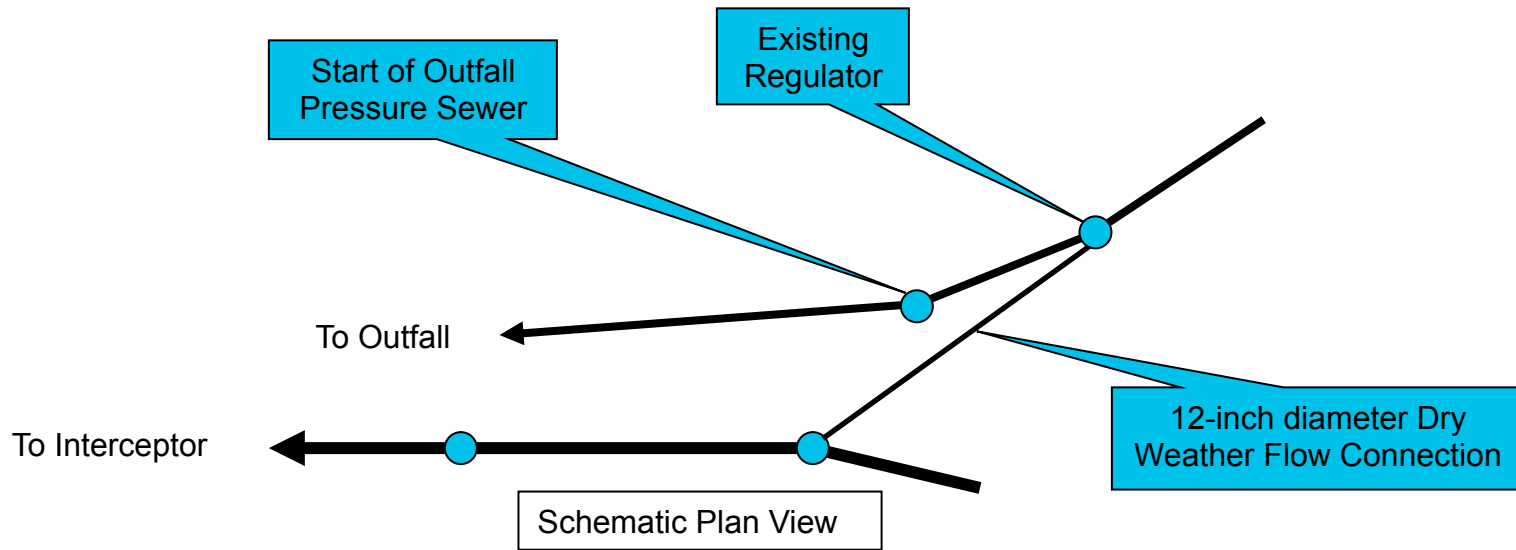 Existing
Regulator
Start of Outfall
Pressure Sewer
To Outfall
12-inch diameter Dry
Weather Flow Connection
To Interceptor
Schematic Plan View